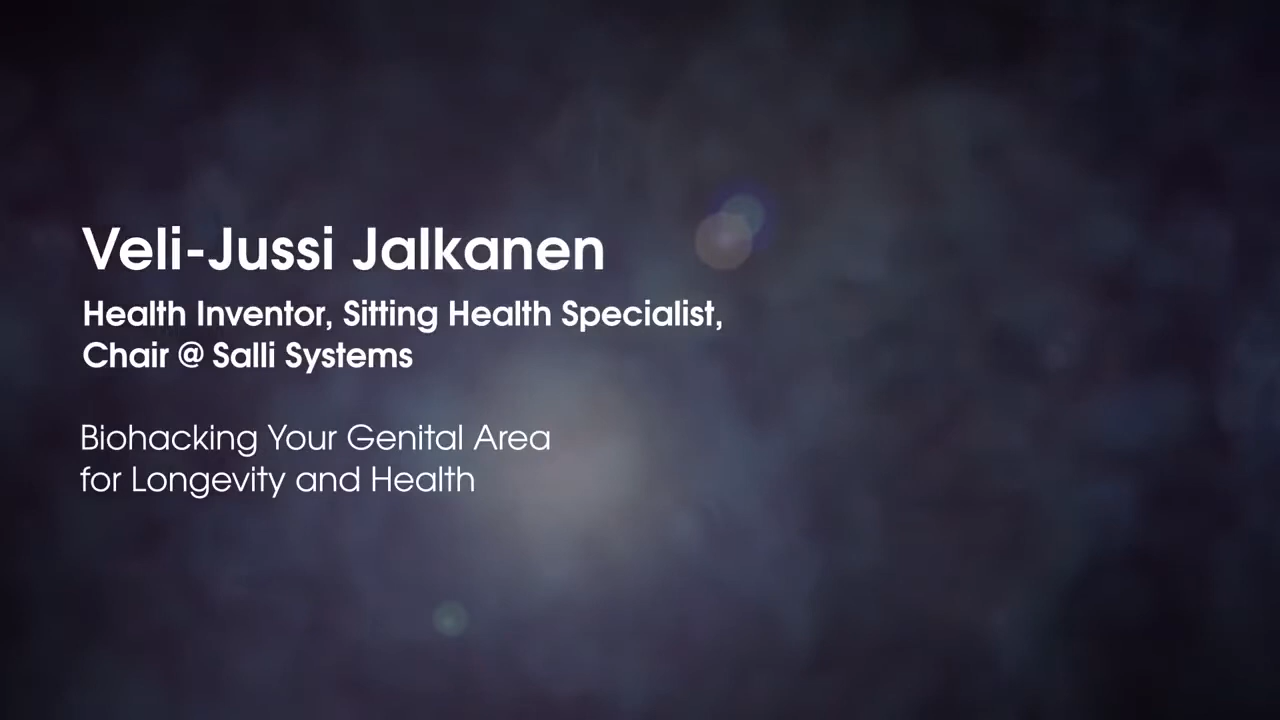 Veli-Jussi Jalkanen
Health Inventor, Sitting Health Specialist,
Chair @ Salli Systems
Biohacking Your Genital Area
for Longevity and Health